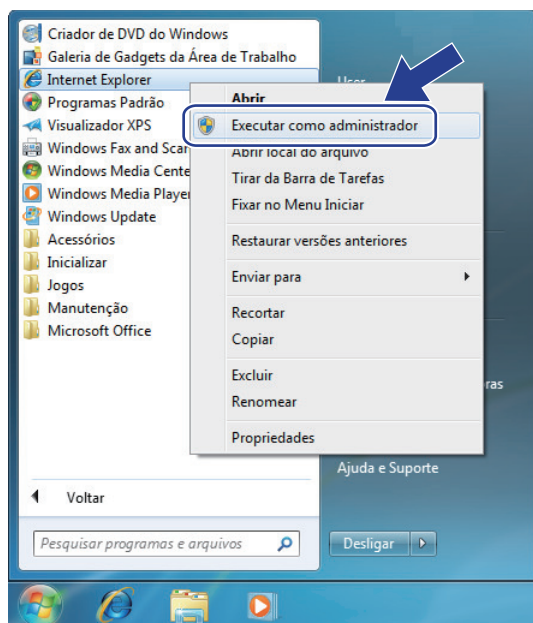 Criador de DVD do Windows
Galeria de Gadgets da Área de Trabalho
Internet Explorer
Programas Padrão
Visualizador XPS
Windows Fax and Scan
Windows Media Cente
Windows Media Player
Windows Update
Acessórios
Inicializar
Jogos
Manutenção
Microsoft Office
Voltar
Pesquisar programas e arquivos
User
Abrir
Executar como administrador
Abrir local do arquivo
Tirar da Barra de Tarefas
Fixar no Menu Iniciar
Restaurar versões anteriores
Enviar para
Recortar
Copiar
Excluir
Renomear
Propriedades
ras
Ajuda e Suporte
Desligar